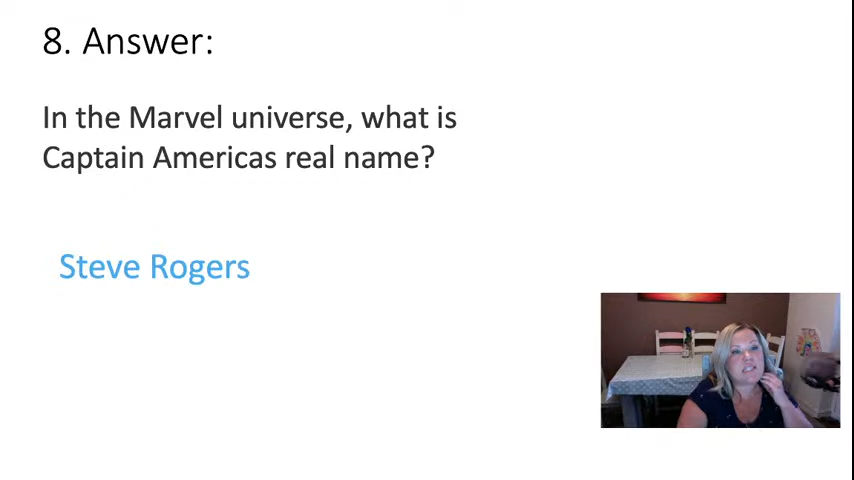 8. Answer:
In the Marvel universe, what is
Captain Americas real name?
Steve Rogers